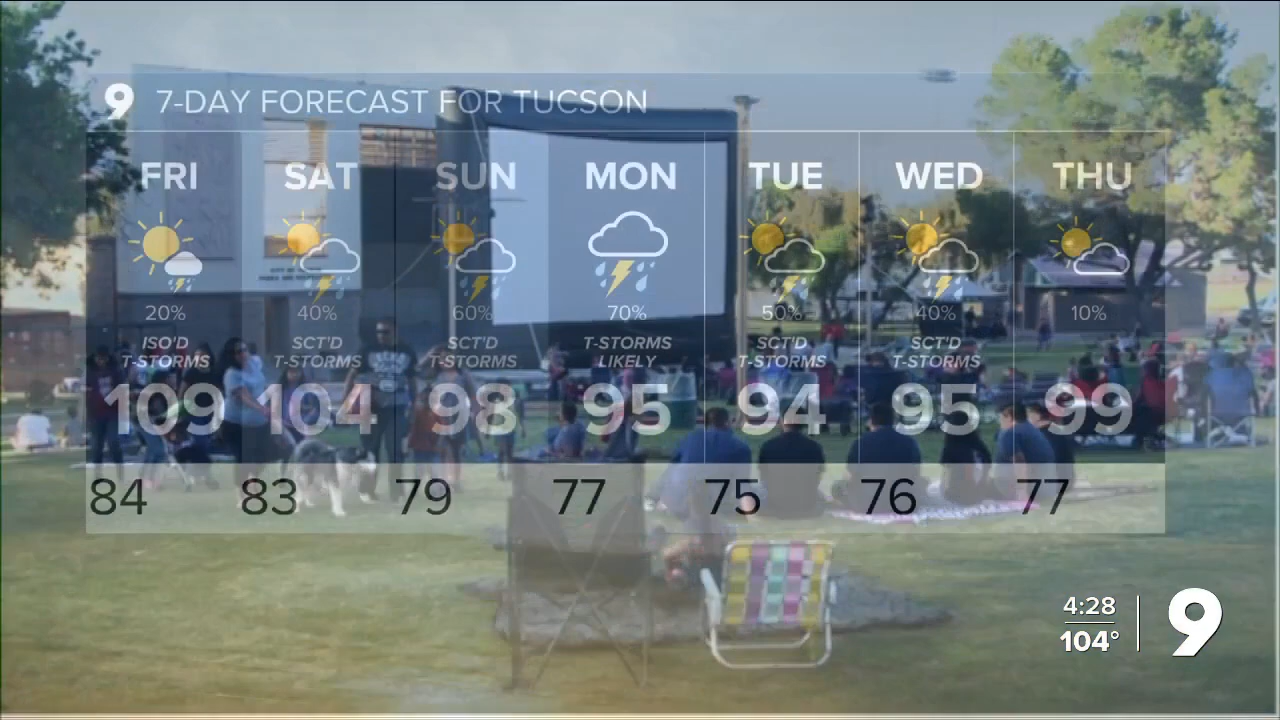 9 7-DAY FORECAST FOR TUCSON
FRI SAT SUN MON TUE WED THU
20% 40% 60% 70% 50% 40% 10%
ISO'D SCT'D SCT'D T-STORMS SCT'D SCT'D
T-STORMS T-STORMS T-STORMS LIKELY T-STORMS T-STORMS
109 104 98 95 94 95 99
84 83 79 77 75 76 77
4:28
104° 9